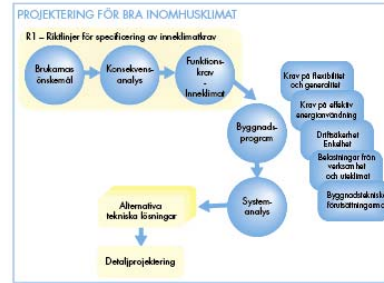 PROJEKTERING FÖR BRA INOMHUSKLIMAT
R1 – Riktlinjer för specificering av inneklimatkrav
Brukarnas
önskemål
Konsekvens-
analys
Funktions-
krav
-
Inneklimat
Byggnads-
program
Krav på flexibilitet
och generalitet
Krav på effektiv
energianvändning
Driftsäkerhet
Enkelhet
Belastningar från
verksamhet
och uteklimat
Byggnadstekniska
förutsättningarna
System-
analys
Alternativa
tekniska lösningar
Detaljprojektering